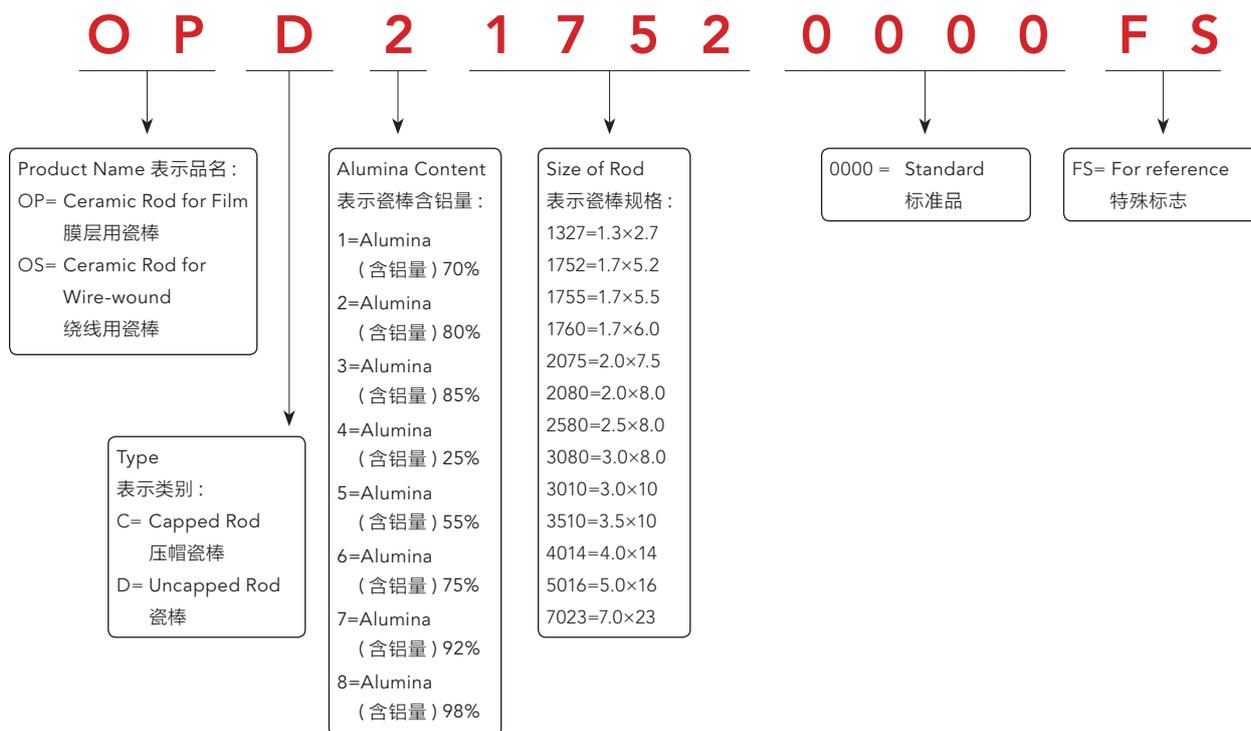 O P D 2 1 7 5 2 0 0 0 0 F S
Product Name 表示品名 :
OP= Ceramic Rod for Film
膜层用瓷棒
OS= Ceramic Rod for
Wire-wound
绕线用瓷棒
Type
表示类别 :
C= Capped Rod
压帽瓷棒
D= Uncapped Rod
瓷棒
Alumina Content
表示瓷棒含铝量 :
1=Alumina
( 含铝量 ) 70%
2=Alumina
( 含铝量 ) 80%
3=Alumina
( 含铝量 ) 85%
4=Alumina
( 含铝量 ) 25%
5=Alumina
( 含铝量 ) 55%
6=Alumina
( 含铝量 ) 75%
7=Alumina
( 含铝量 ) 92%
8=Alumina
( 含铝量 ) 98%
Size of Rod
表示瓷棒规格 :
1327=1.3×2.7
1752=1.7×5.2
1755=1.7×5.5
1760=1.7×6.0
2075=2.0×7.5
2080=2.0×8.0
2580=2.5×8.0
3080=3.0×8.0
3010=3.0×10
3510=3.5×10
4014=4.0×14
5016=5.0×16
7023=7.0×23
0000 = Standard
标准品
FS= For reference
特殊标志